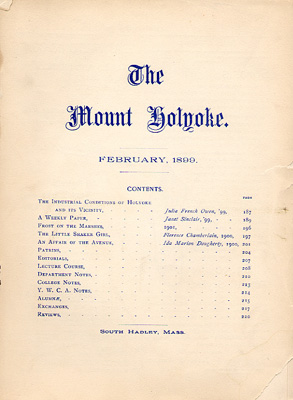 The
Mount Holyoke.
FEBRUARY, 1899.
CONTENTS.
PAGE
THE INDUSTRIAL CONDITIONS OF HOLYOKE
AND ITS VICINITY, - - - Julia French Owen, '99, 187
A WEEKLY PAPER, - - - Janet Sinclair, '99, - 189
FROST ON THE MARSHES, - - 1901, - - - 196
THE LITTLE SHAKER GIRL, - - Florence Chamberlain, 1900, 197
AN AFFAIR OF THE AVENUE, - - Ida Marion Dougherty, 1900, 201
PATRINS, - - - 204
EDITORIALS, - - - 207
LECTURE COURSE, - - - 208
DEPARTMENT NOTES, - - - 210
COLLEGE NOTES, - - - 213
Y. W. C. A. NOTES, - - - 214
ALUMNÆ, - - - 215
EXCHANGES, - - - 217
REVIEWS, - - - 220
SOUTH HADLEY, MASS.